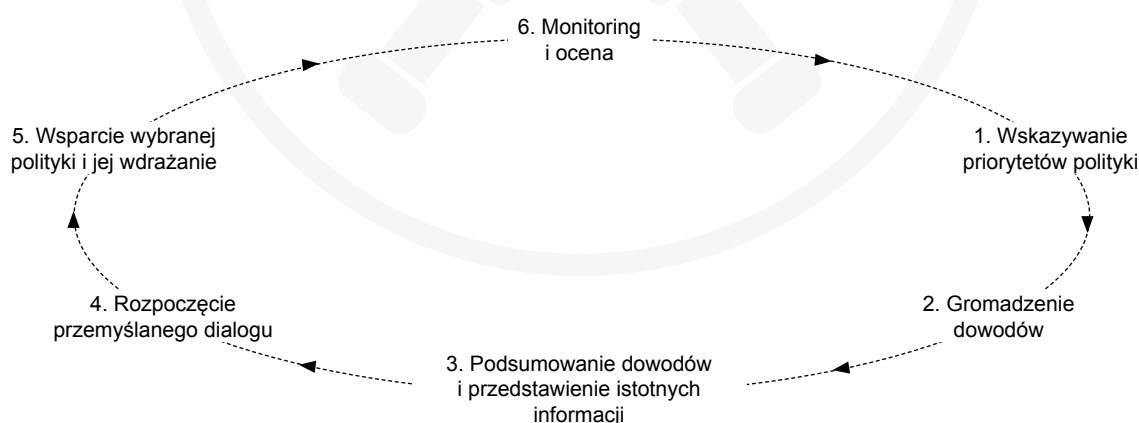 6. Monitoring
i ocena
1. Wskazywanie
priorytetów polityki
2. Gromadzenie
dowodów
3. Podsumowanie dowodów
i przedstawienie istotnych
informacji
4. Rozpoczęcie
przemyślanego dialogu
5. Wsparcie wybranej
polityki i jej wdrażanie